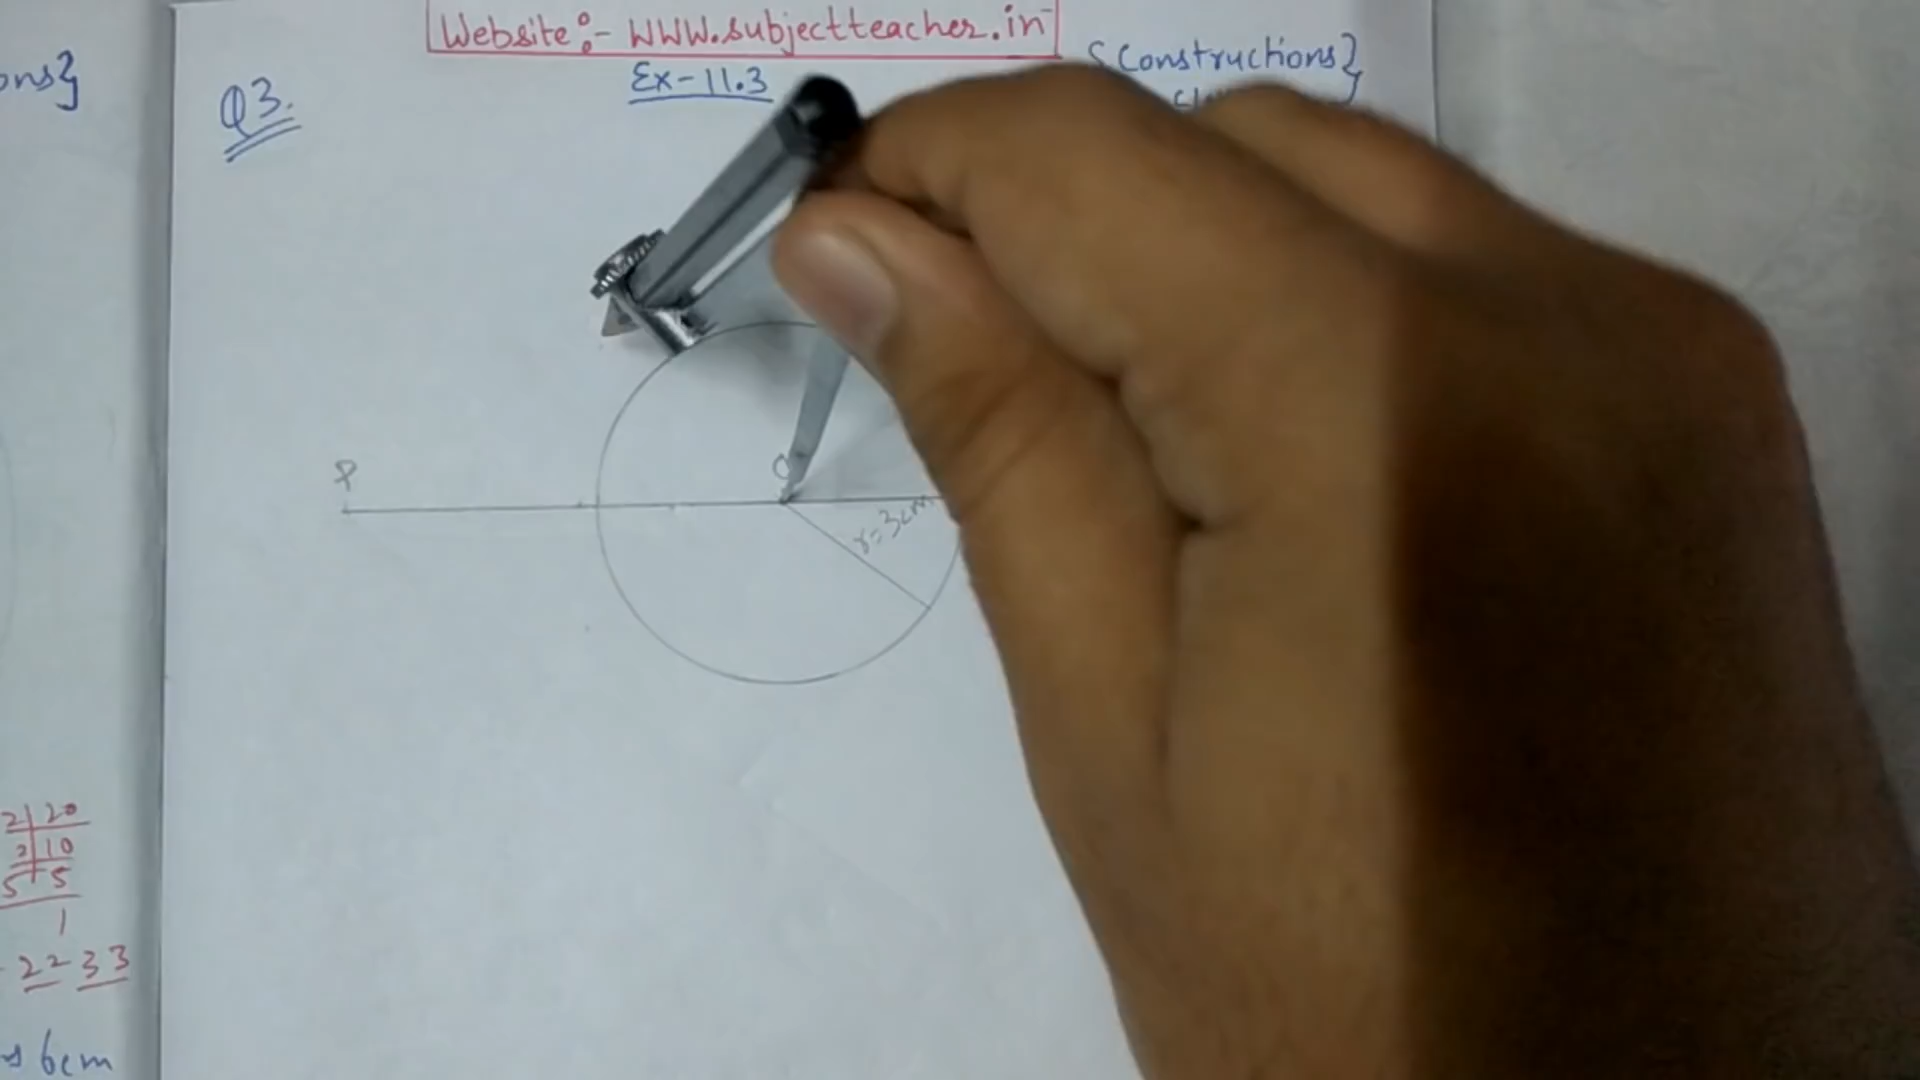 Website:- WWW.subjectteacher.in
ons}
Q3.
Ex-11.3
{Constructions}
P
O
r=3cm
2|20
2|10
5|5
1
22 33
6cm